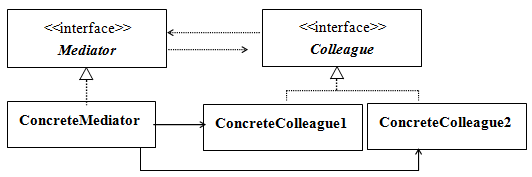 <<interface>>
Mediator
<<interface>>
Colleague
ConcreteMediator
ConcreteColleague1
ConcreteColleague2